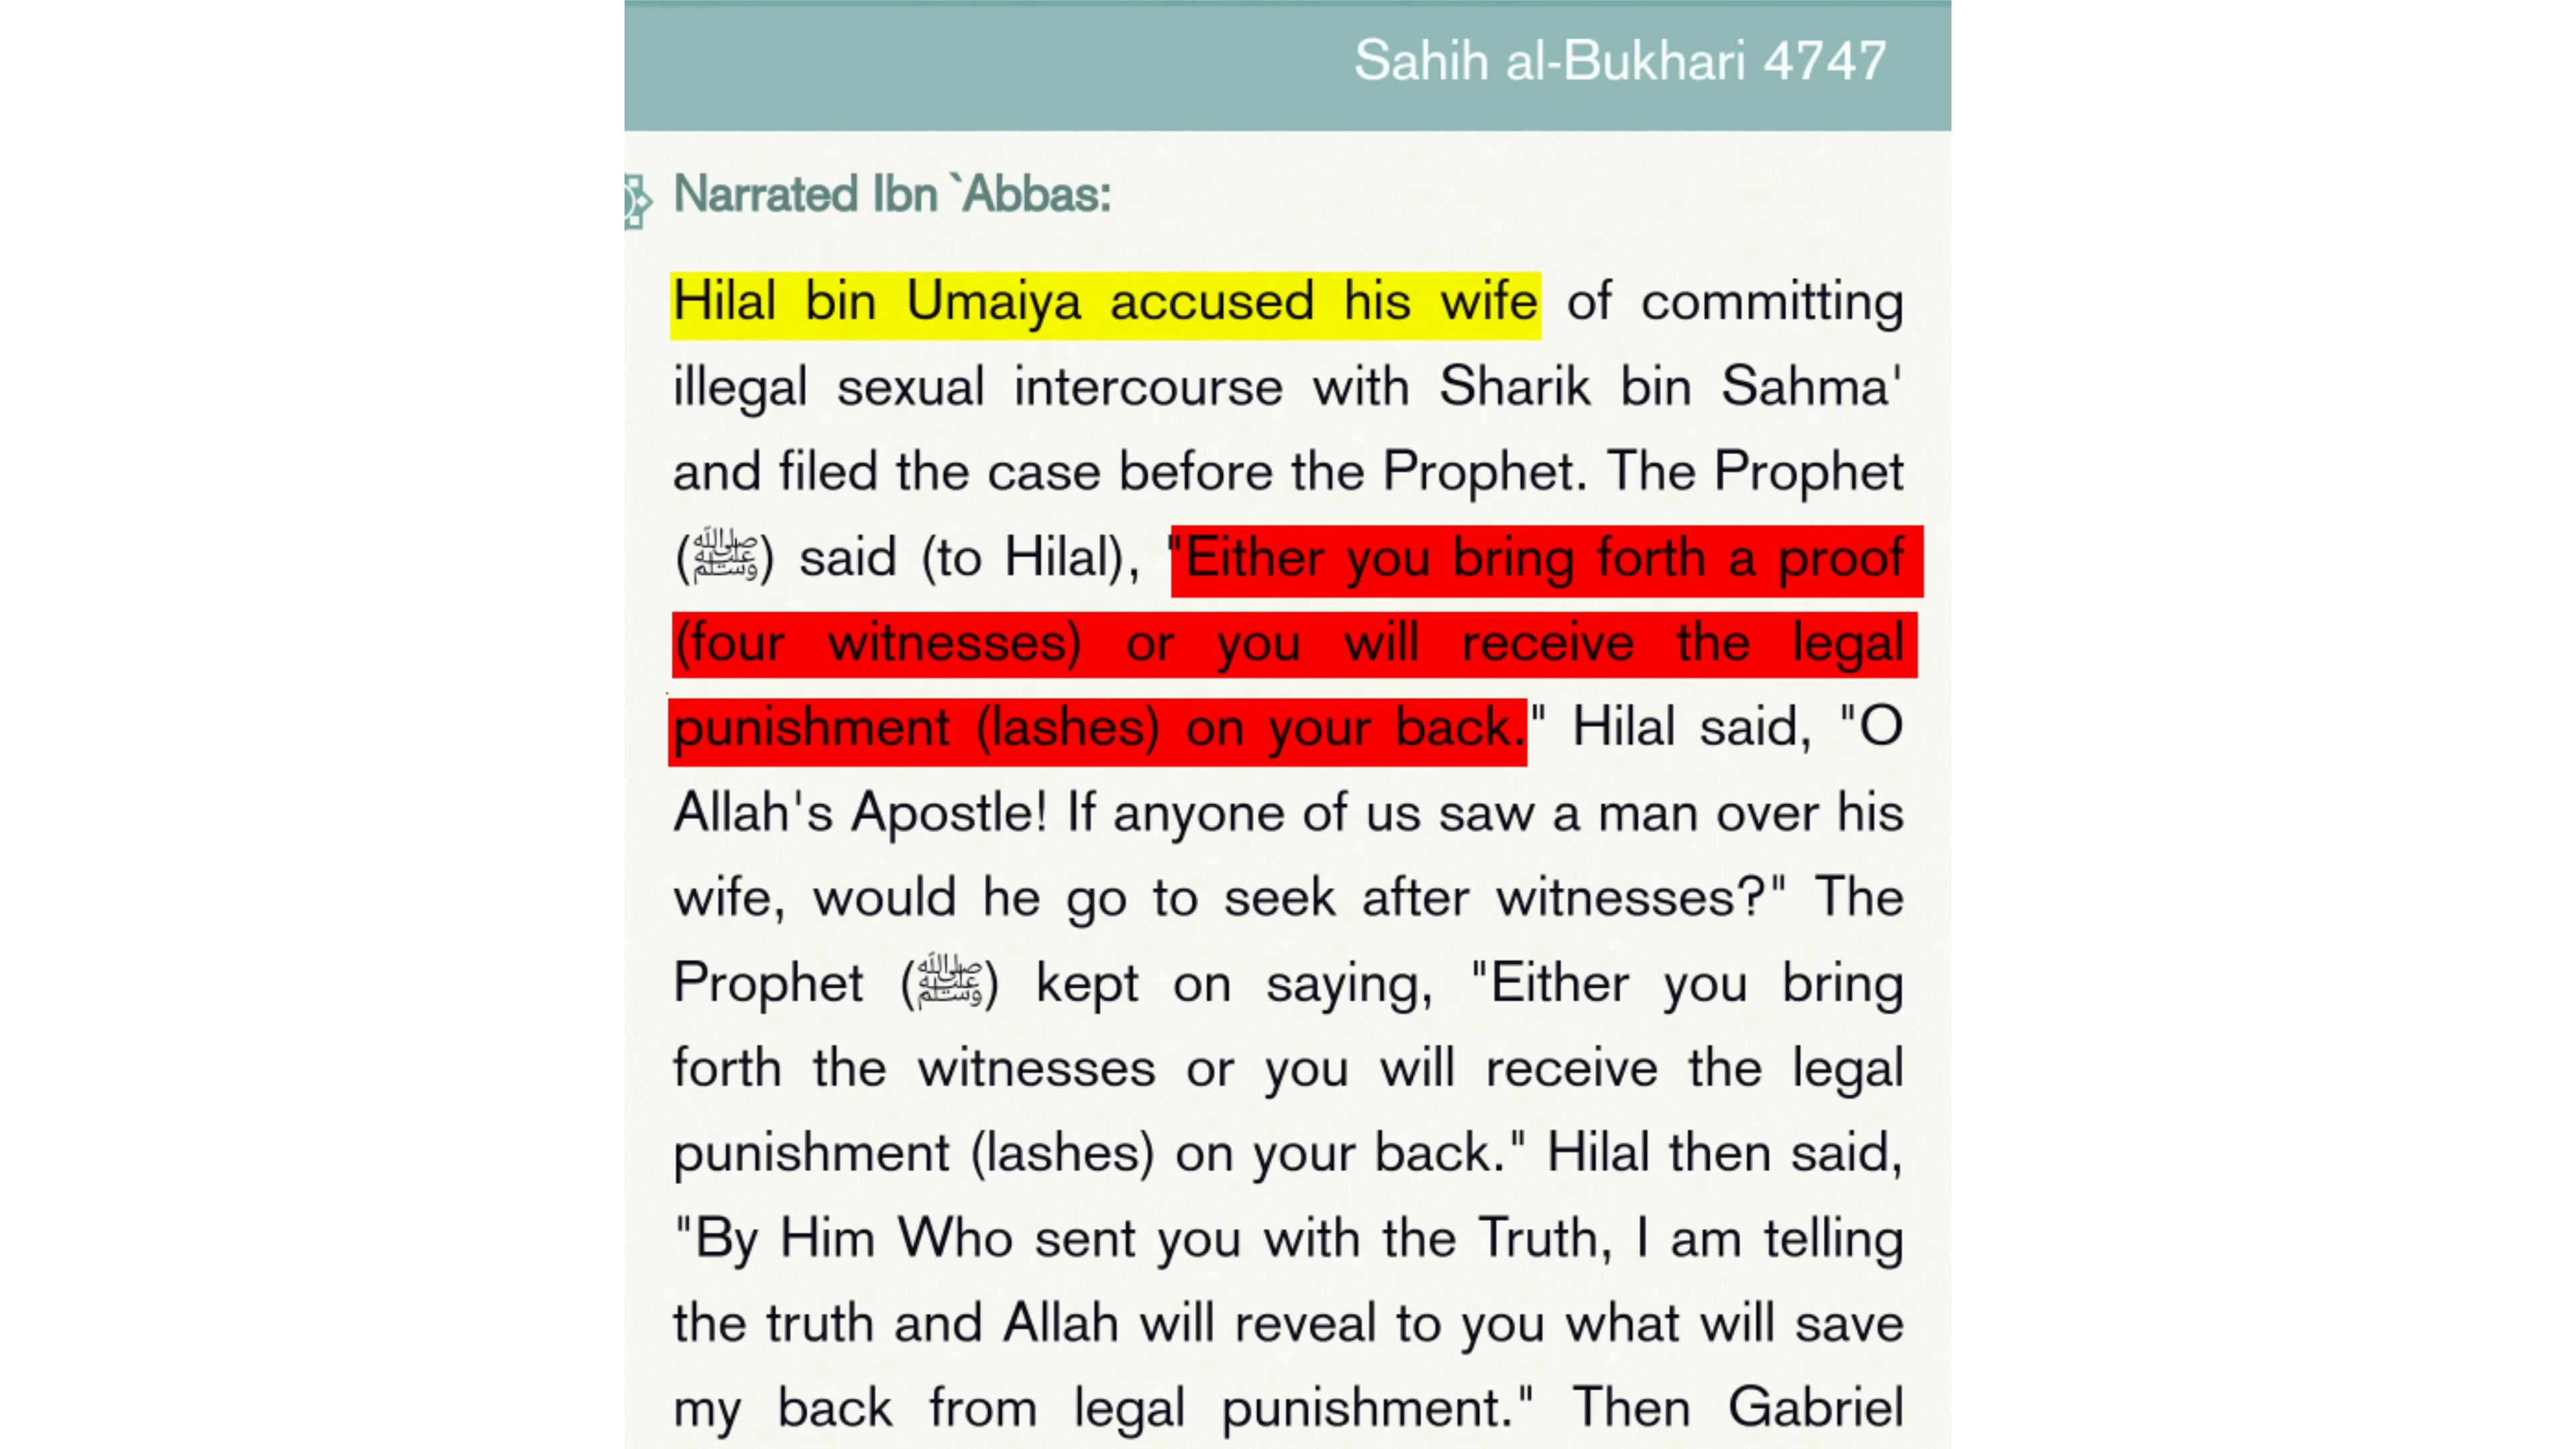 Sahih al-Bukhari 4747
Narrated Ibn `Abbas:
Hilal bin Umaiya accused his wife of committing
illegal sexual intercourse with Sharik bin Sahma'
and filed the case before the Prophet. The Prophet
(ﷺ) said (to Hilal), "Either you bring forth a proof
(four witnesses) or you will receive the legal
punishment (lashes) on your back." Hilal said, "O
Allah's Apostle! If anyone of us saw a man over his
wife, would he go to seek after witnesses?" The
Prophet (ﷺ) kept on saying, "Either you bring
forth the witnesses or you will receive the legal
punishment (lashes) on your back." Hilal then said,
"By Him Who sent you with the Truth, I am telling
the truth and Allah will reveal to you what will save
my back from legal punishment." Then Gabriel